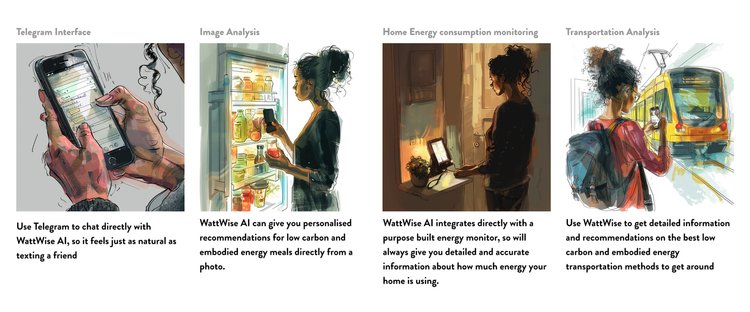 Telegram Interface
Use Telegram to chat directly with
WattWise AI, so it feels just as natural as
texting a friend
Image Analysis
WattWise AI can give you personalised
recommendations for low carbon and
embodied energy meals directly from a
photo.
Home Energy consumption monitoring
WattWise AI integrates directly with a
purpose built energy monitor, so will
always give you detailed and accurate
information about how much energy your
home is using.
Transportation Analysis
Use WattWise to get detailed information
and recommendations on the best low
carbon and embodied energy
transportation methods to get around